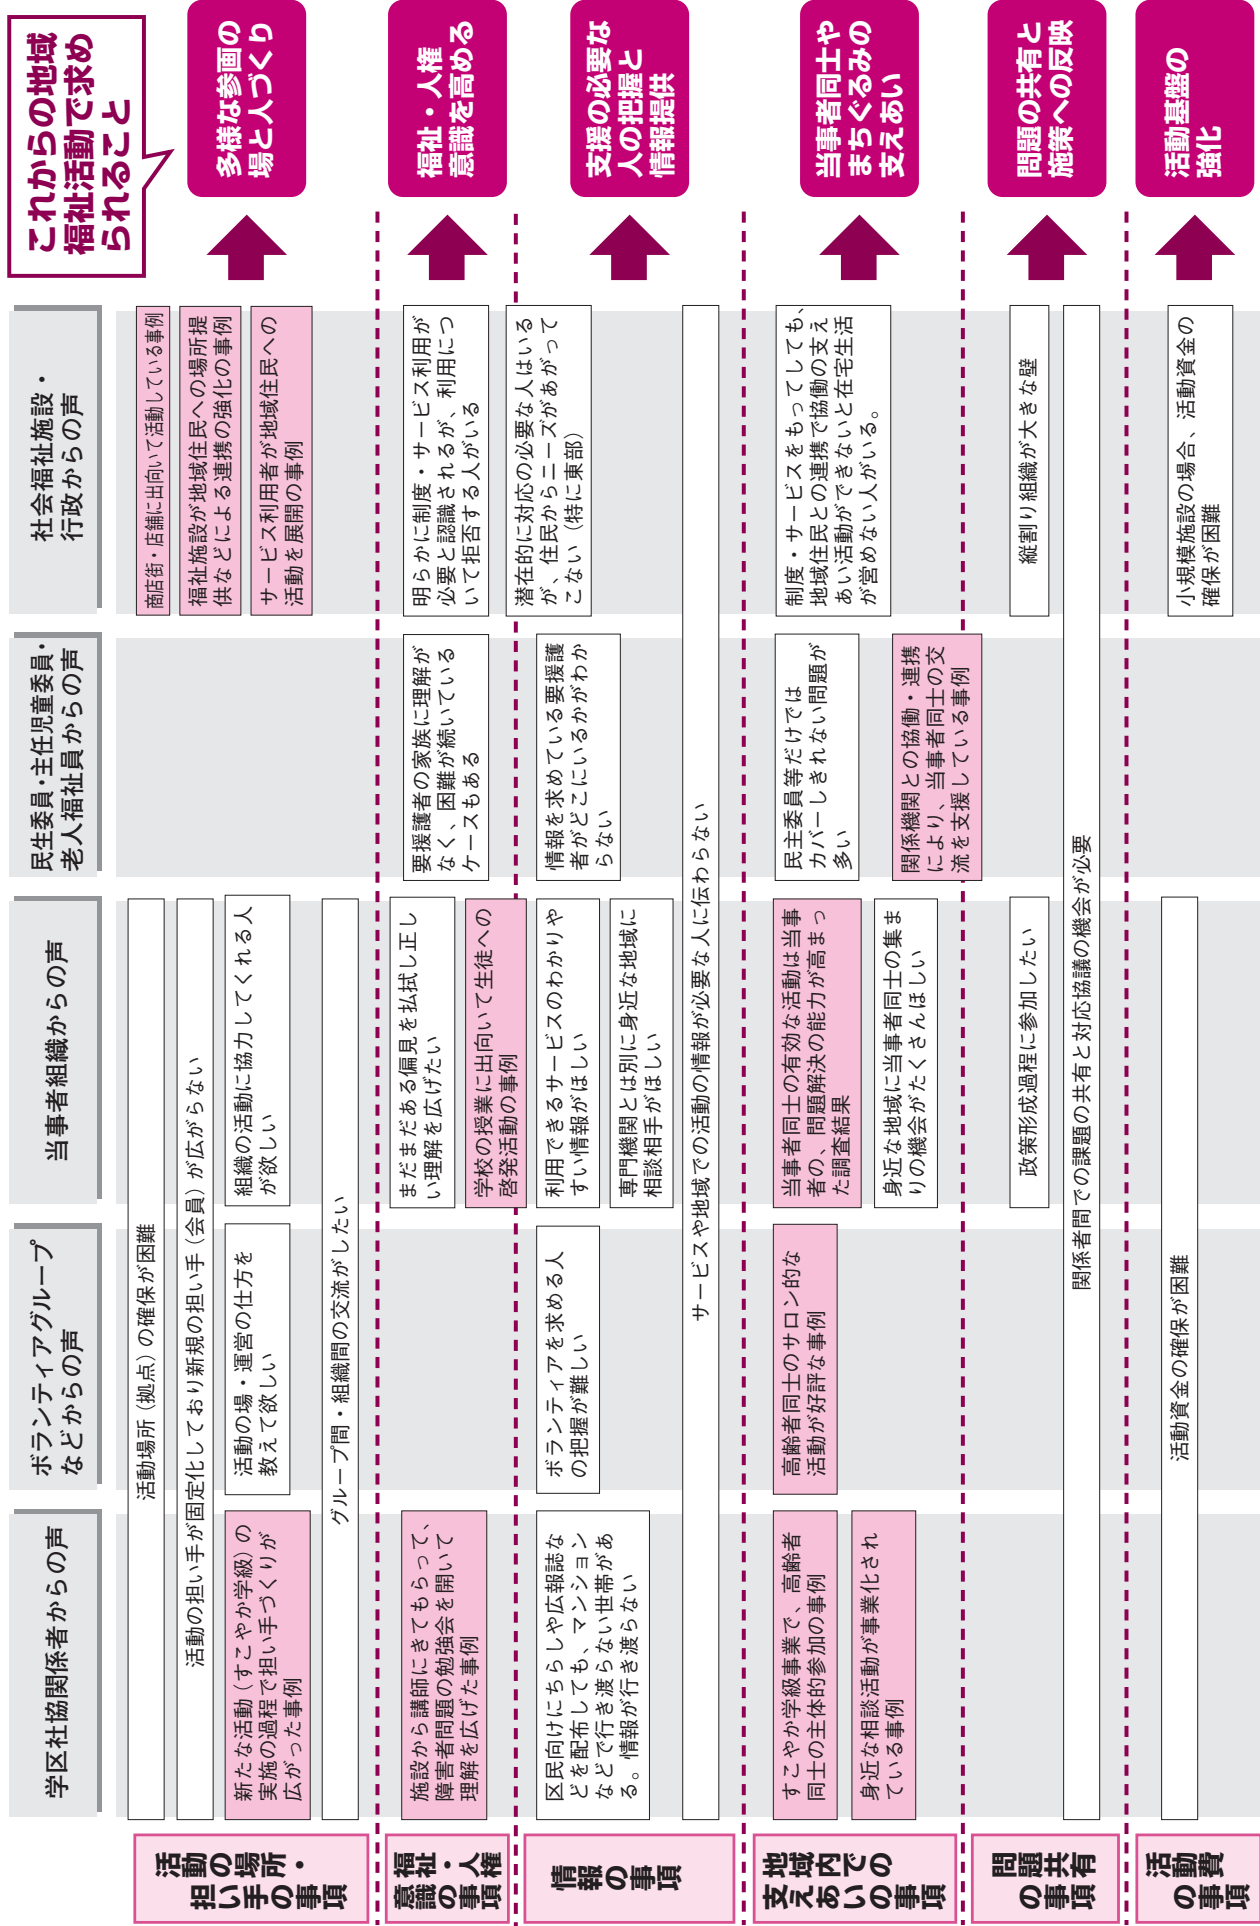 これからの地域
福祉活動で求め
られること
学区社協関係者からの声
ボランティアグループ
などからの声
当事者組織からの声
民生委員・主任児童委員・
老人福祉員からの声
社会福祉施設・
行政からの声
活動の場所・
担い手の事項
活動場所（拠点）の確保が困難
活動の担い手が固定化しており新規の担い手（会員）が広がらない
新たな活動（すこやか学級）の
実施の過程で担い手づくりが
広がった事例
活動の場・運営の仕方を
教えて欲しい
組織の活動に協力してくれる人
が欲しい
グループ間・組織間の交流がしたい
商店街・店舗に出向いて活動している事例
福祉施設が地域住民への場所提
供などによる連携の強化の事例
サービス利用者が地域住民への
活動を展開の事例
多様な参画の
場と人づくり
福祉・人権
意識の事項
施設から講師にきてもらって、
障害者問題の勉強会を開いて
理解を広げた事例
まだまだある偏見を払拭し正し
い理解を広げたい
学校の授業に出向いて生徒への
啓発活動の事例
要援護者の家族に理解が
なく、困難が続いている
ケースもある
明らかに制度・サービス利用が
必要と認識されるが、利用につ
いて拒否する人がいる
福祉・人権
意識を高める
情報の事項
区民向けにちらしや広報誌な
どを配布しても、マンション
などで行き渡らない世帯があ
る。情報が行き渡らない
ボランティアを求める人
の把握が難しい
利用できるサービスのわかりや
すい情報がほしい
専門機関とは別に身近な地域に
相談相手がほしい
情報を求めている要援護
者がどこにいるかがわか
らない
潜在的に対応の必要な人はいる
が、住民からニーズがあがって
こない（特に東部）
サービスや地域での活動の情報が必要な人に伝わらない
支援の必要な
人の把握と
情報提供
地域内での
支えあいの事項
すこやか学級事業で、高齢者
同士の主体的参加の事例
身近な相談活動が事業化され
ている事例
高齢者同士のサロン的な
活動が好評な事例
当事者同士の有効な活動は当事
者の、問題解決の能力が高まっ
た調査結果
身近な地域に当事者同士の集ま
りの機会がたくさんほしい
民主委員等だけでは
カバーしきれない問題が
多い
関係機関との協働・連携
により、当事者同士の交
流を支援している事例
制度・サービスをもってしても、
地域住民との連携で協働の支え
あい活動ができないと在宅生活
が営めない人がいる。
当事者同士や
まちぐるみの
支えあい
問題共有
の事項
政策形成過程に参加したい
縦割り組織が大きな壁
関係者間での課題の共有と対応協議の機会が必要
問題の共有と
施策への反映
活動費
の事項
活動資金の確保が困難
小規模施設の場合、活動資金の
確保が困難
活動基盤の
強化